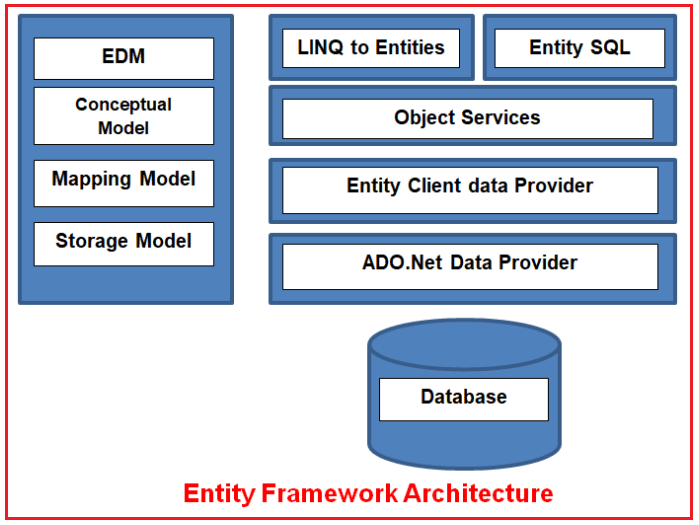 EDM
Conceptual
Model
Mapping Model
Storage Model
LINQ to Entities
Entity SQL
Object Services
Entity Client data Provider
ADO.Net Data Provider
Database
Entity Framework Architecture